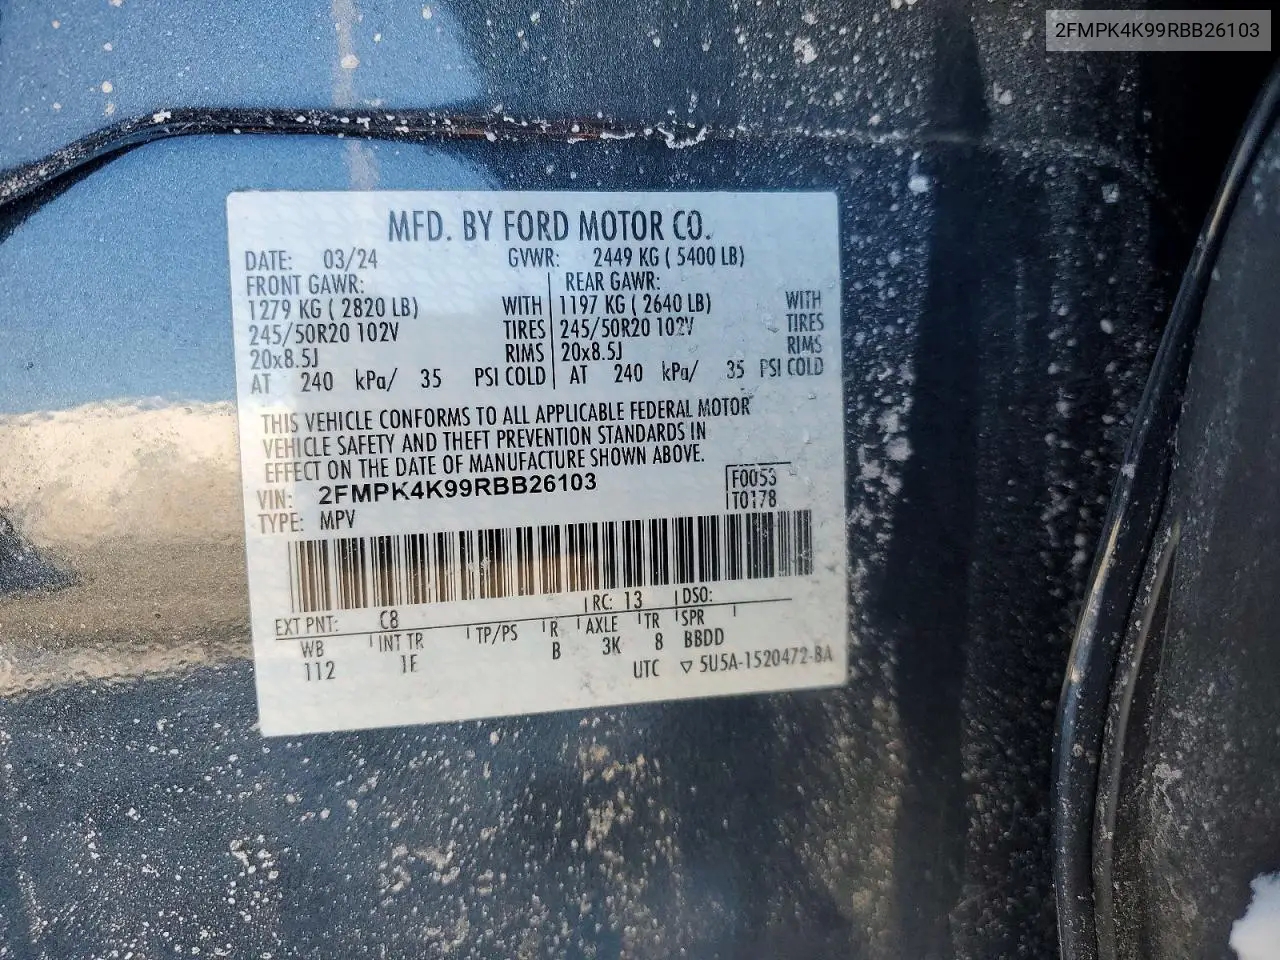 2FMPK4K99RBB26103
MFD. BY FORD MOTOR CO.
DATE: 03/24 GVWR: 2449 KG ( 5400 LB)
FRONT GAWR: REAR GAWR:
1279 KG ( 2820 LB) WITH 1197 KG ( 2640 LB) WITH
245/50R20 102V TIRES 245/50R20 102V TIRES
20x8.5J RIMS 20x8.5J RIMS
AT 240 kPa/ 35 PSI COLD AT 240 kPa/ 35 PSI COLD
THIS VEHICLE CONFORMS TO ALL APPLICABLE FEDERAL MOTOR
VEHICLE SAFETY AND THEFT PREVENTION STANDARDS IN
EFFECT ON THE DATE OF MANUFACTURE SHOWN ABOVE.
VIN: 2FMPK4K99RBB26103 F0053
TYPE: MPV T0178
EXT PNT: C8 RC: 13 DSO:
WB INT TR TP/PS R AXLE TR SPR
112 1E B 3K 8 BBDD
UTC ▽ 5U5A-1520472-BA